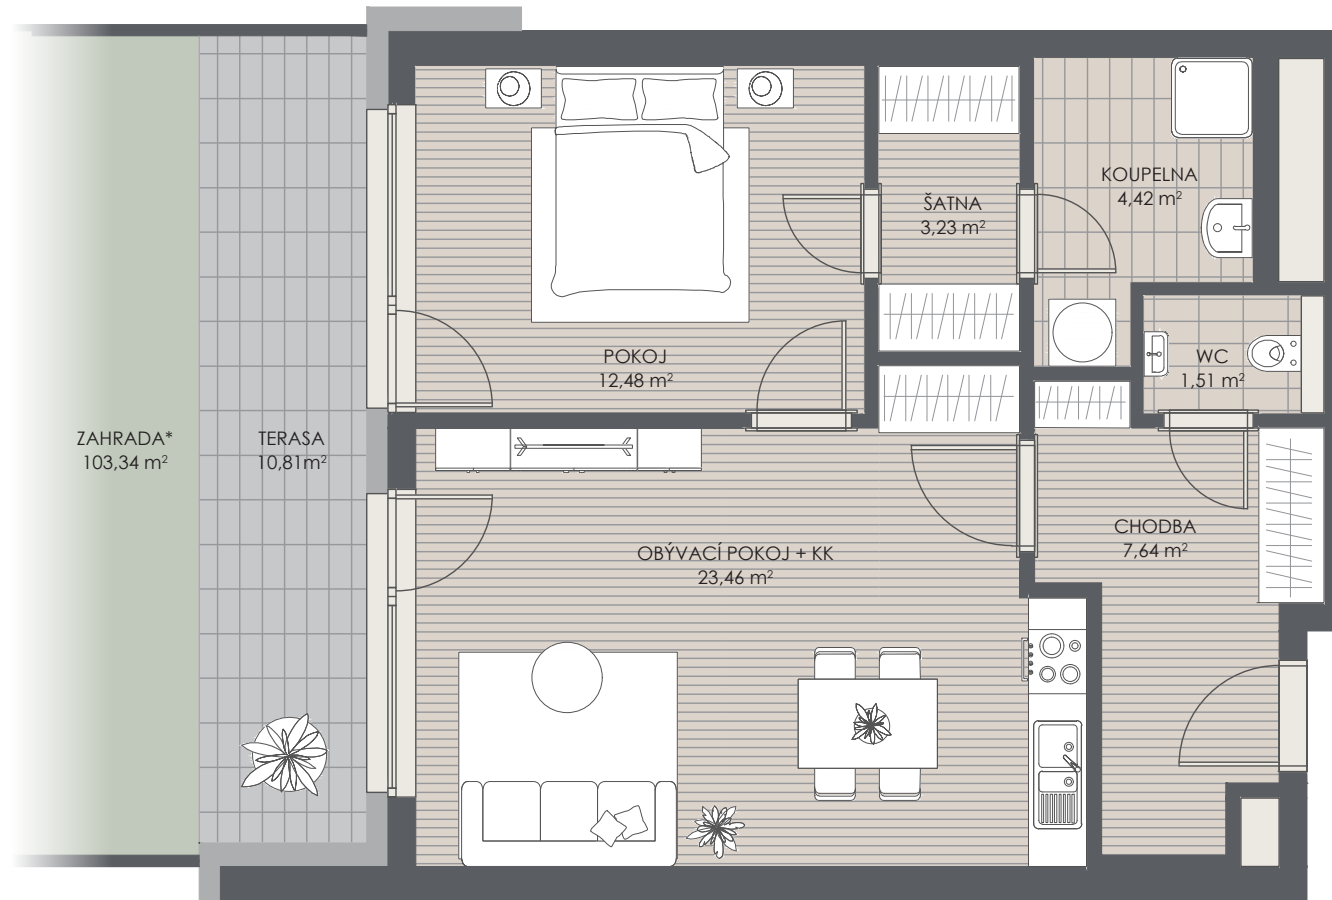 KOUPELNA
4,42 m²
ŠATNA
3,23 m²
POKOJ
12,48 m²
WC
1,51 m²
ZAHRADA*
103,34 m²
TERASA
10,81m²
CHODBA
7,64 m²
OBÝVACÍ POKOJ + KK
23,46 m²